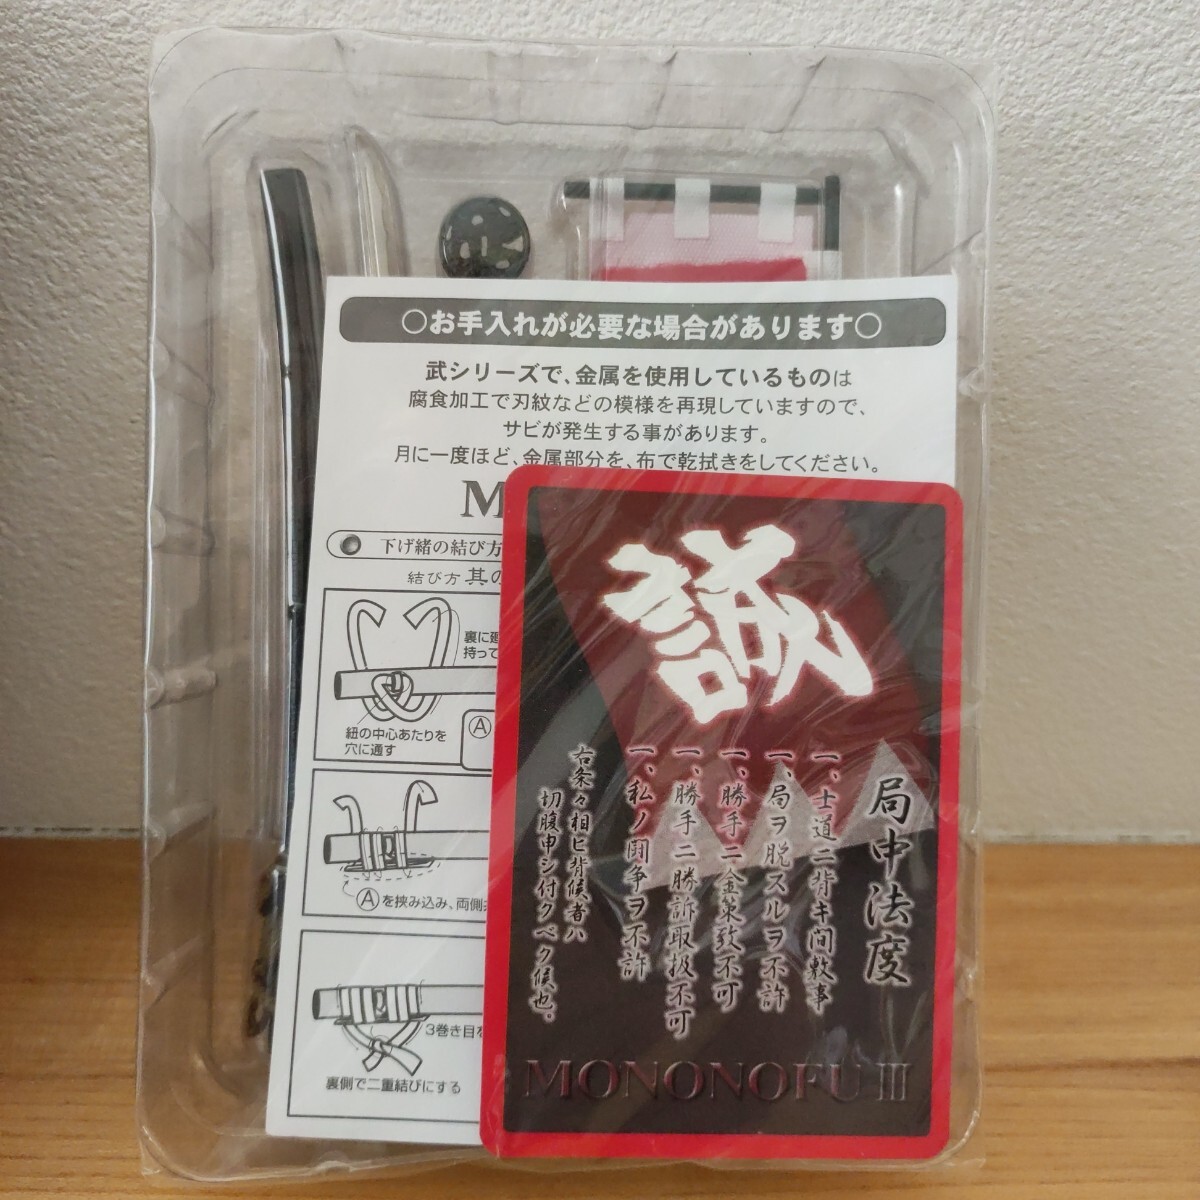 〇お手入れが必要な場合があります〇
武シリーズで、金属を使用しているものは
腐食加工で刃紋などの模様を再現していますので、
サビが発生する事があります。
月に一度ほど、金属部分を、布で乾拭きをしてください。
M
下げ緒の結び方
結び方 其の
裏に廻
持って
紐の中心あたりを
穴に通す
A
Aを挟み込み、両側
3巻き目を
裏側で二重結びにする
誠
局中法度
一、士道ニ背キ間敷事
一、局ヲ脱スルヲ不許
一、勝手ニ金策致不可
一、勝手ニ訴訟取扱不可
一、私ノ闘争ヲ不許
右条々相ヒ背候者ハ
切腹申シ付クベク候也。
MONONOFU III